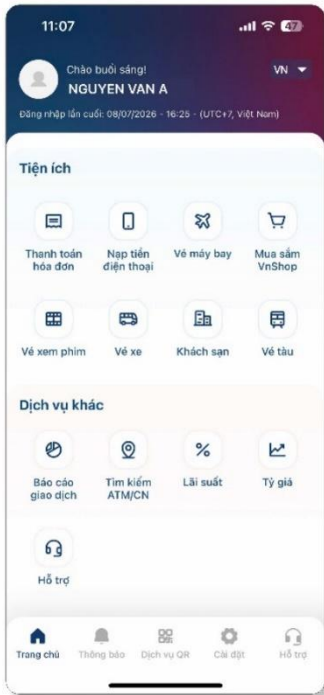 11:07
47
Chào buổi sáng!
VN
NGUYEN VAN A
Đăng nhập lần cuối: 08/07/2026 - 16:25 - (UTC+7, Việt Nam)
Tiện ích
Thanh toán
hóa đơn
Nạp tiền
điện thoại
Vé máy bay
Mua sắm
VnShop
Vé xem phim
Vé xe
Khách sạn
Vé tàu
Dịch vụ khác
Báo cáo
giao dịch
Tìm kiếm
ATM/CN
Lãi suất
Tỷ giá
Hỗ trợ
Trang chủ
Thông báo
Dịch vụ QR
Cài đặt
Hỗ trợ